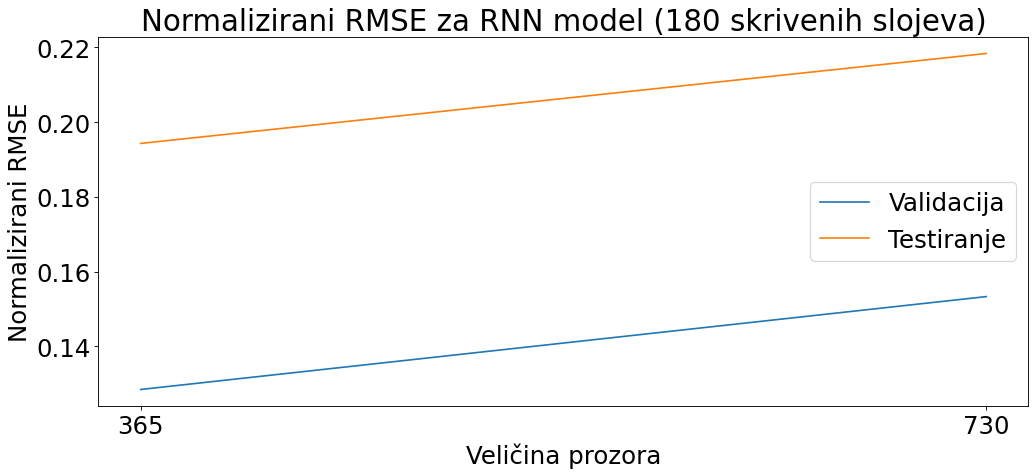 Normalizirani RMSE za RNN model (180 skrivenih slojeva)
0.22
0.20
0.18
0.16
0.14
Normalizirani RMSE
Validacija
Testiranje
365
730
Veličina prozora